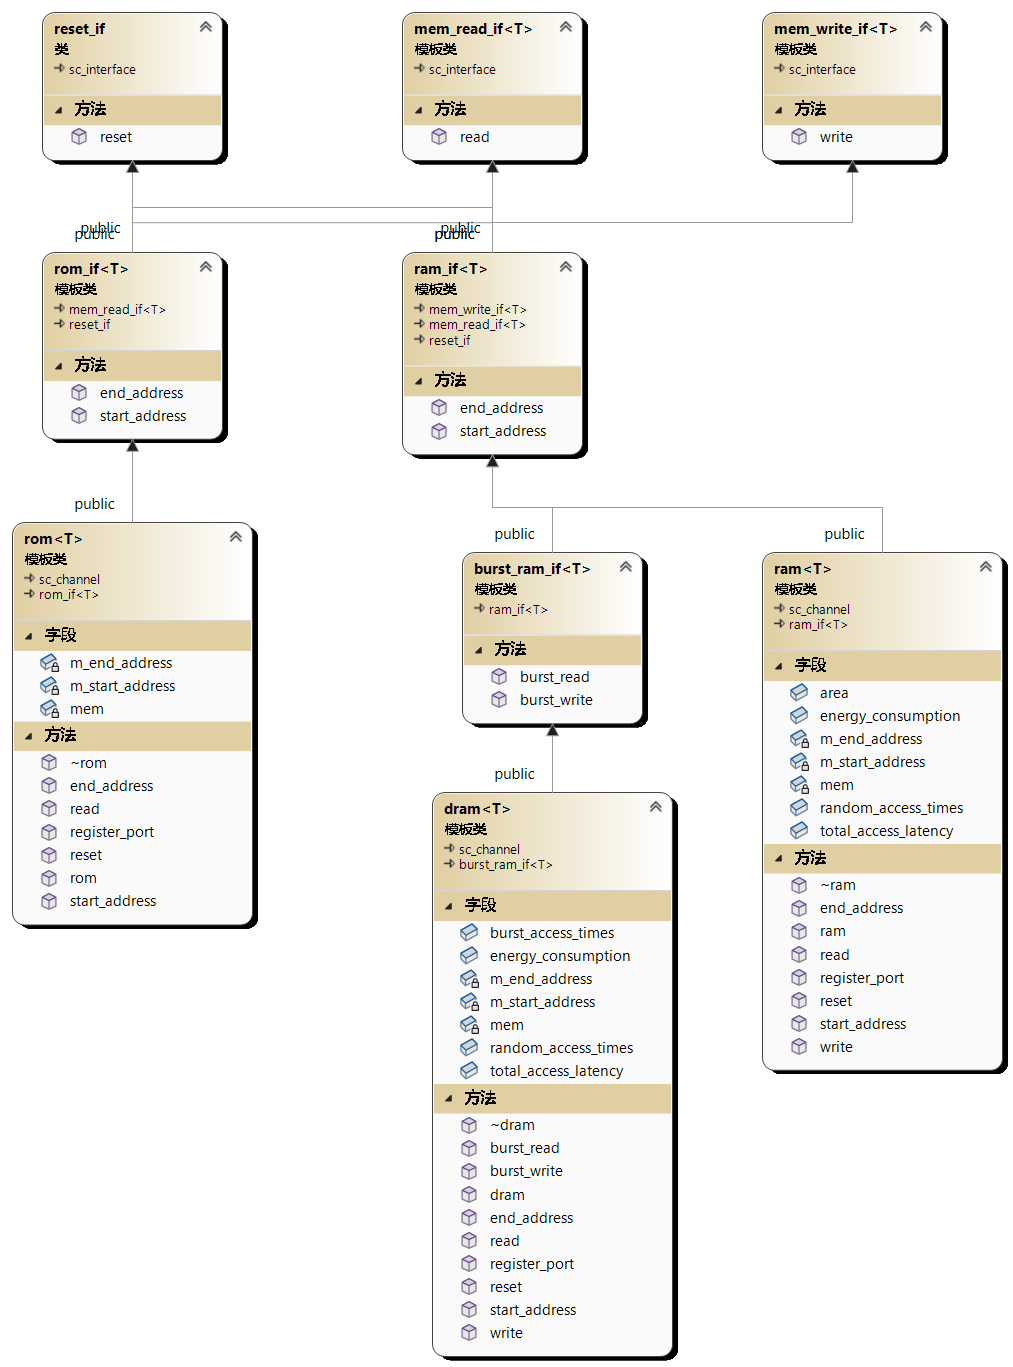 reset_if
类
sc_interface
方法
reset
mem_read_if<T>
模板类
sc_interface
方法
read
mem_write_if<T>
模板类
sc_interface
方法
write
public
public
public
public
rom_if<T>
模板类
mem_read_if<T>
reset_if
方法
end_address
start_address
ram_if<T>
模板类
mem_write_if<T>
mem_read_if<T>
reset_if
方法
end_address
start_address
public
rom<T>
模板类
sc_channel
rom_if<T>
字段
m_end_address
m_start_address
mem
方法
~rom
end_address
read
register_port
reset
rom
start_address
public
burst_ram_if<T>
模板类
ram_if<T>
方法
burst_read
burst_write
public
ram<T>
模板类
sc_channel
ram_if<T>
字段
area
energy_consumption
m_end_address
m_start_address
mem
random_access_times
total_access_latency
方法
~ram
end_address
ram
read
register_port
reset
start_address
write
public
dram<T>
模板类
sc_channel
burst_ram_if<T>
字段
burst_access_times
energy_consumption
m_end_address
m_start_address
mem
random_access_times
total_access_latency
方法
~dram
burst_read
burst_write
dram
end_address
read
register_port
reset
start_address
write